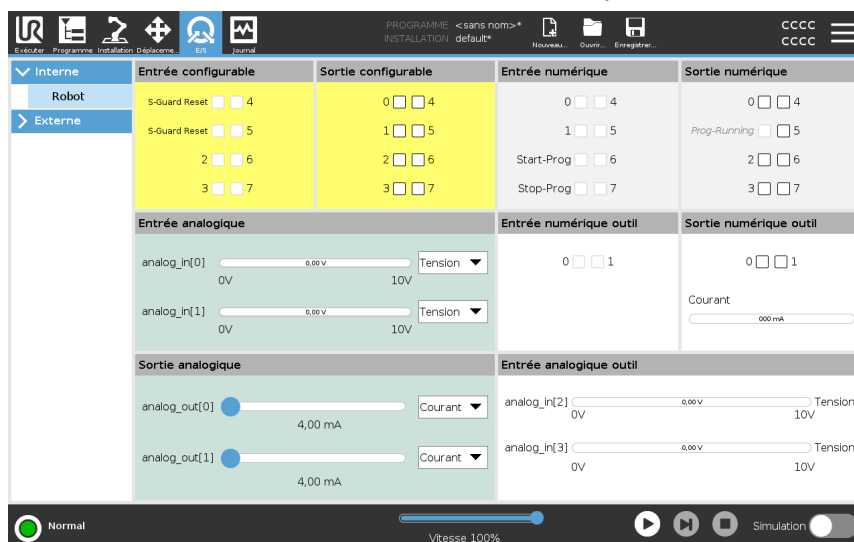 PROGRAMME <sans nom>*
INSTALLATION default*
CCCC
CCCC
Exécuter Programme Installation Déplaceme... E/S Journal Nouveau... Ouvrir... Enregistrer...
Interne
Robot
Externe
Entrée configurable
S-Guard Reset 4
S-Guard Reset 5
2 6
3 7
Sortie configurable
0 4
1 5
2 6
3 7
Entrée numérique
0 4
1 5
Start-Prog 6
Stop-Prog 7
Sortie numérique
0 4
Prog-Running 5
2 6
3 7
Entrée analogique
analog_in[0] 0,00 V Tension
0V 10V
analog_in[1] 0,00 V Tension
0V 10V
Entrée numérique outil
0 1
Sortie numérique outil
0 1
Courant
000 mA
Sortie analogique
analog_out[0] Courant
4,00 mA
analog_out[1] Courant
4,00 mA
Entrée analogique outil
analog_in[2] 0,00 V Tension
0V 10V
analog_in[3] 0,00 V Tension
0V 10V
Normal
Vitesse 100%
Simulation